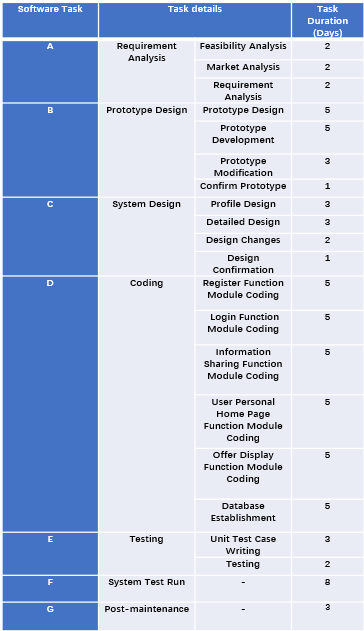 Software Task Task details Task
Duration
(Days)
A Requirement Feasibility Analysis 2
Analysis
Market Analysis 2
Requirement 2
Analysis
B Prototype Design Prototype Design 5
Prototype 5
Development
Prototype 3
Modification
Confirm Prototype 1
C System Design Profile Design 3
Detailed Design 3
Design Changes 2
Design 1
Confirmation
D Coding Register Function 5
Module Coding
Login Function 5
Module Coding
Information 5
Sharing Function
Module Coding
User Personal 5
Home Page
Function Module
Coding
Offer Display 5
Function Module
Coding
Database 5
Establishment
E Testing Unit Test Case 3
Writing
Testing 2
F System Test Run - 8
G Post-maintenance - 3